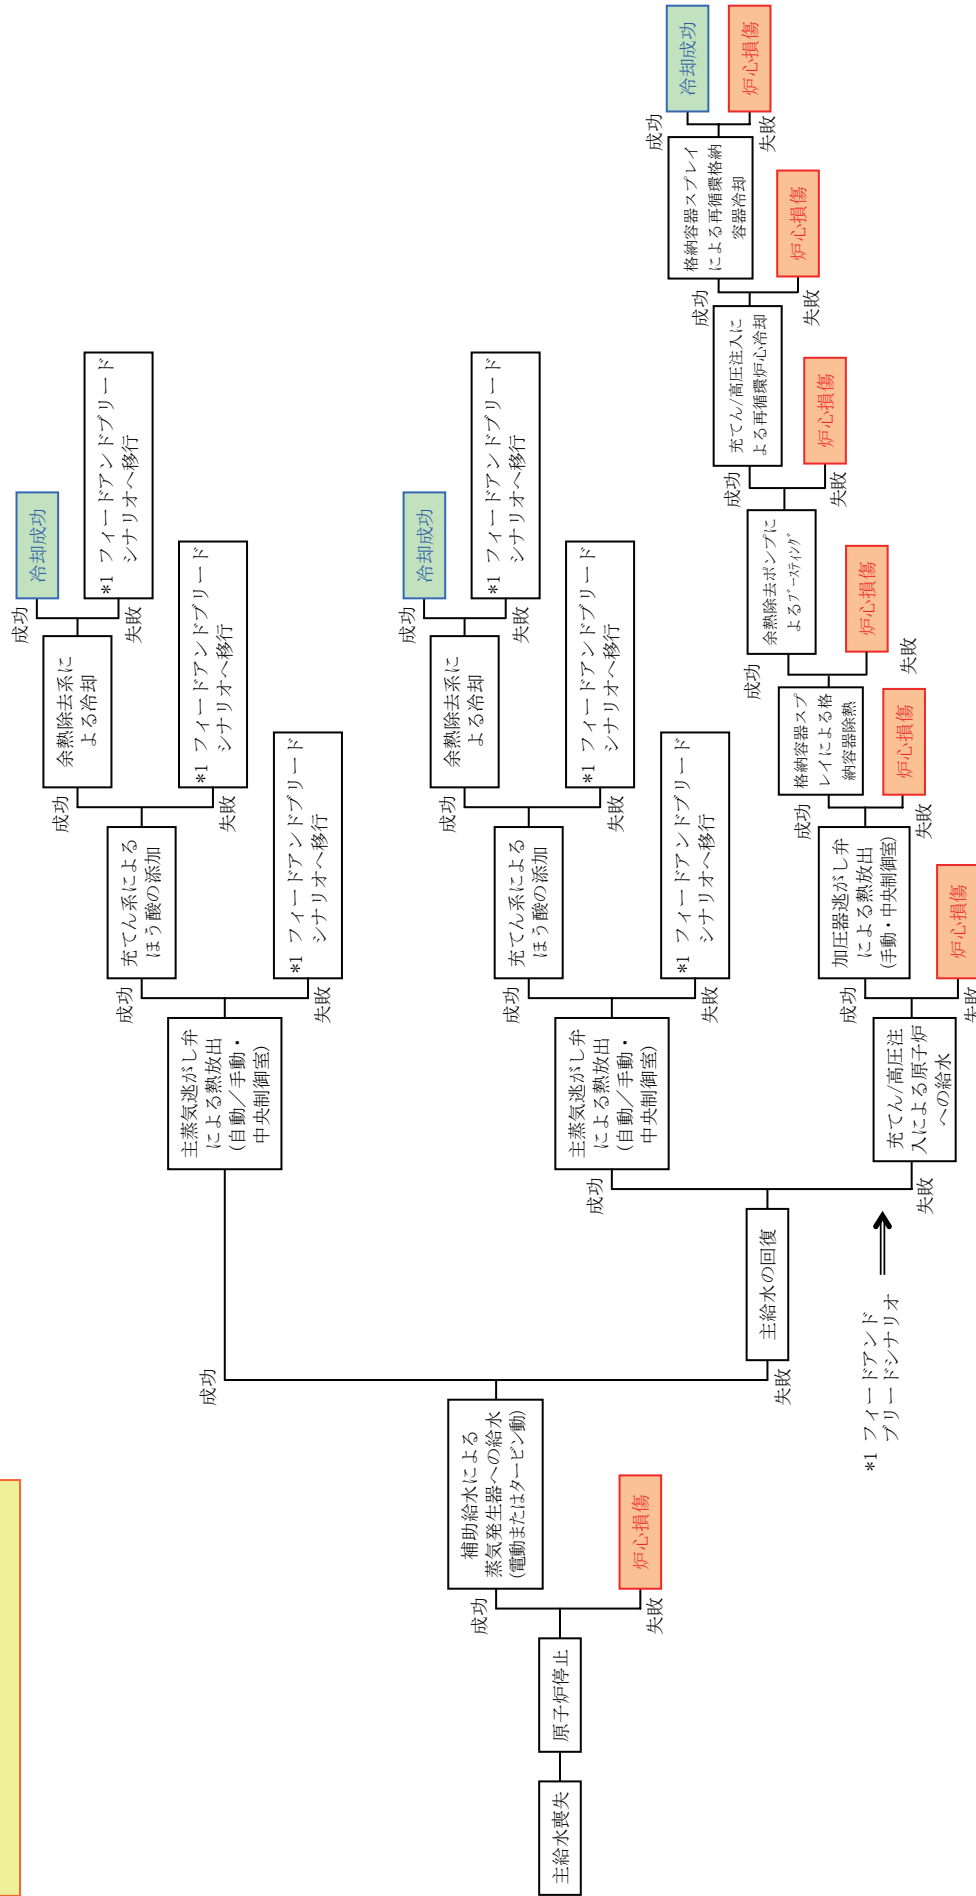 主給水喪失
原子炉停止
成功
失敗
補助給水による
蒸気発生器への給水
(電動またはタービン動)
炉心損傷
成功
失敗
主蒸気逃がし弁
による熱放出
(自動／手動・
中央制御室)
成功
失敗
充てん系による
ほう酸の添加
*1 フィードアンドブリード
シナリオへ移行
成功
失敗
余熱除去系に
よる冷却
*1 フィードアンドブリード
シナリオへ移行
成功
失敗
冷却成功
*1 フィードアンドブリード
シナリオへ移行
主給水の回復
成功
失敗
主蒸気逃がし弁
による熱放出
(自動／手動・
中央制御室)
成功
失敗
充てん系による
ほう酸の添加
*1 フィードアンドブリード
シナリオへ移行
成功
失敗
余熱除去系に
よる冷却
*1 フィードアンドブリード
シナリオへ移行
成功
失敗
冷却成功
*1 フィードアンドブリード
シナリオへ移行
*1 フィードアンド
ブリードシナリオ
充てん/高圧注
入による原子炉
への給水
成功
失敗
加圧器逃がし弁
による熱放出
(手動・中央制御室)
炉心損傷
成功
失敗
格納容器スプ
レイによる格
納容器除熱
炉心損傷
成功
失敗
余熱除去ポンプに
よるブースティング
炉心損傷
成功
失敗
充てん/高圧注入に
よる再循環炉心冷却
炉心損傷
成功
失敗
格納容器スプレイ
による再循環格納
容器冷却
炉心損傷
成功
失敗
冷却成功
炉心損傷